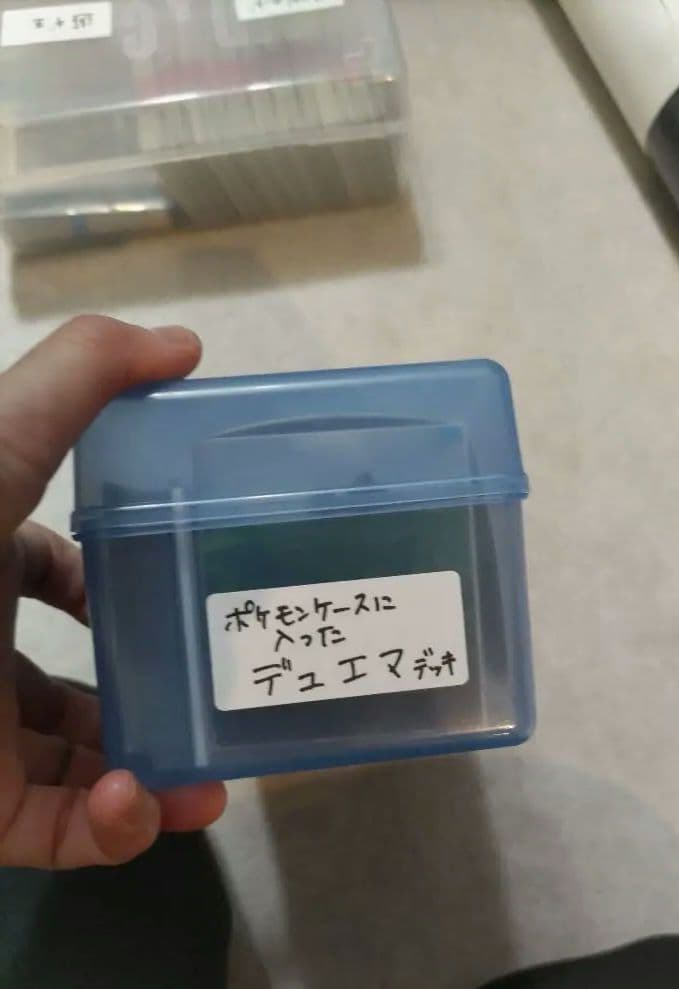 ポケモンケースに
入った
デュエマデッキ